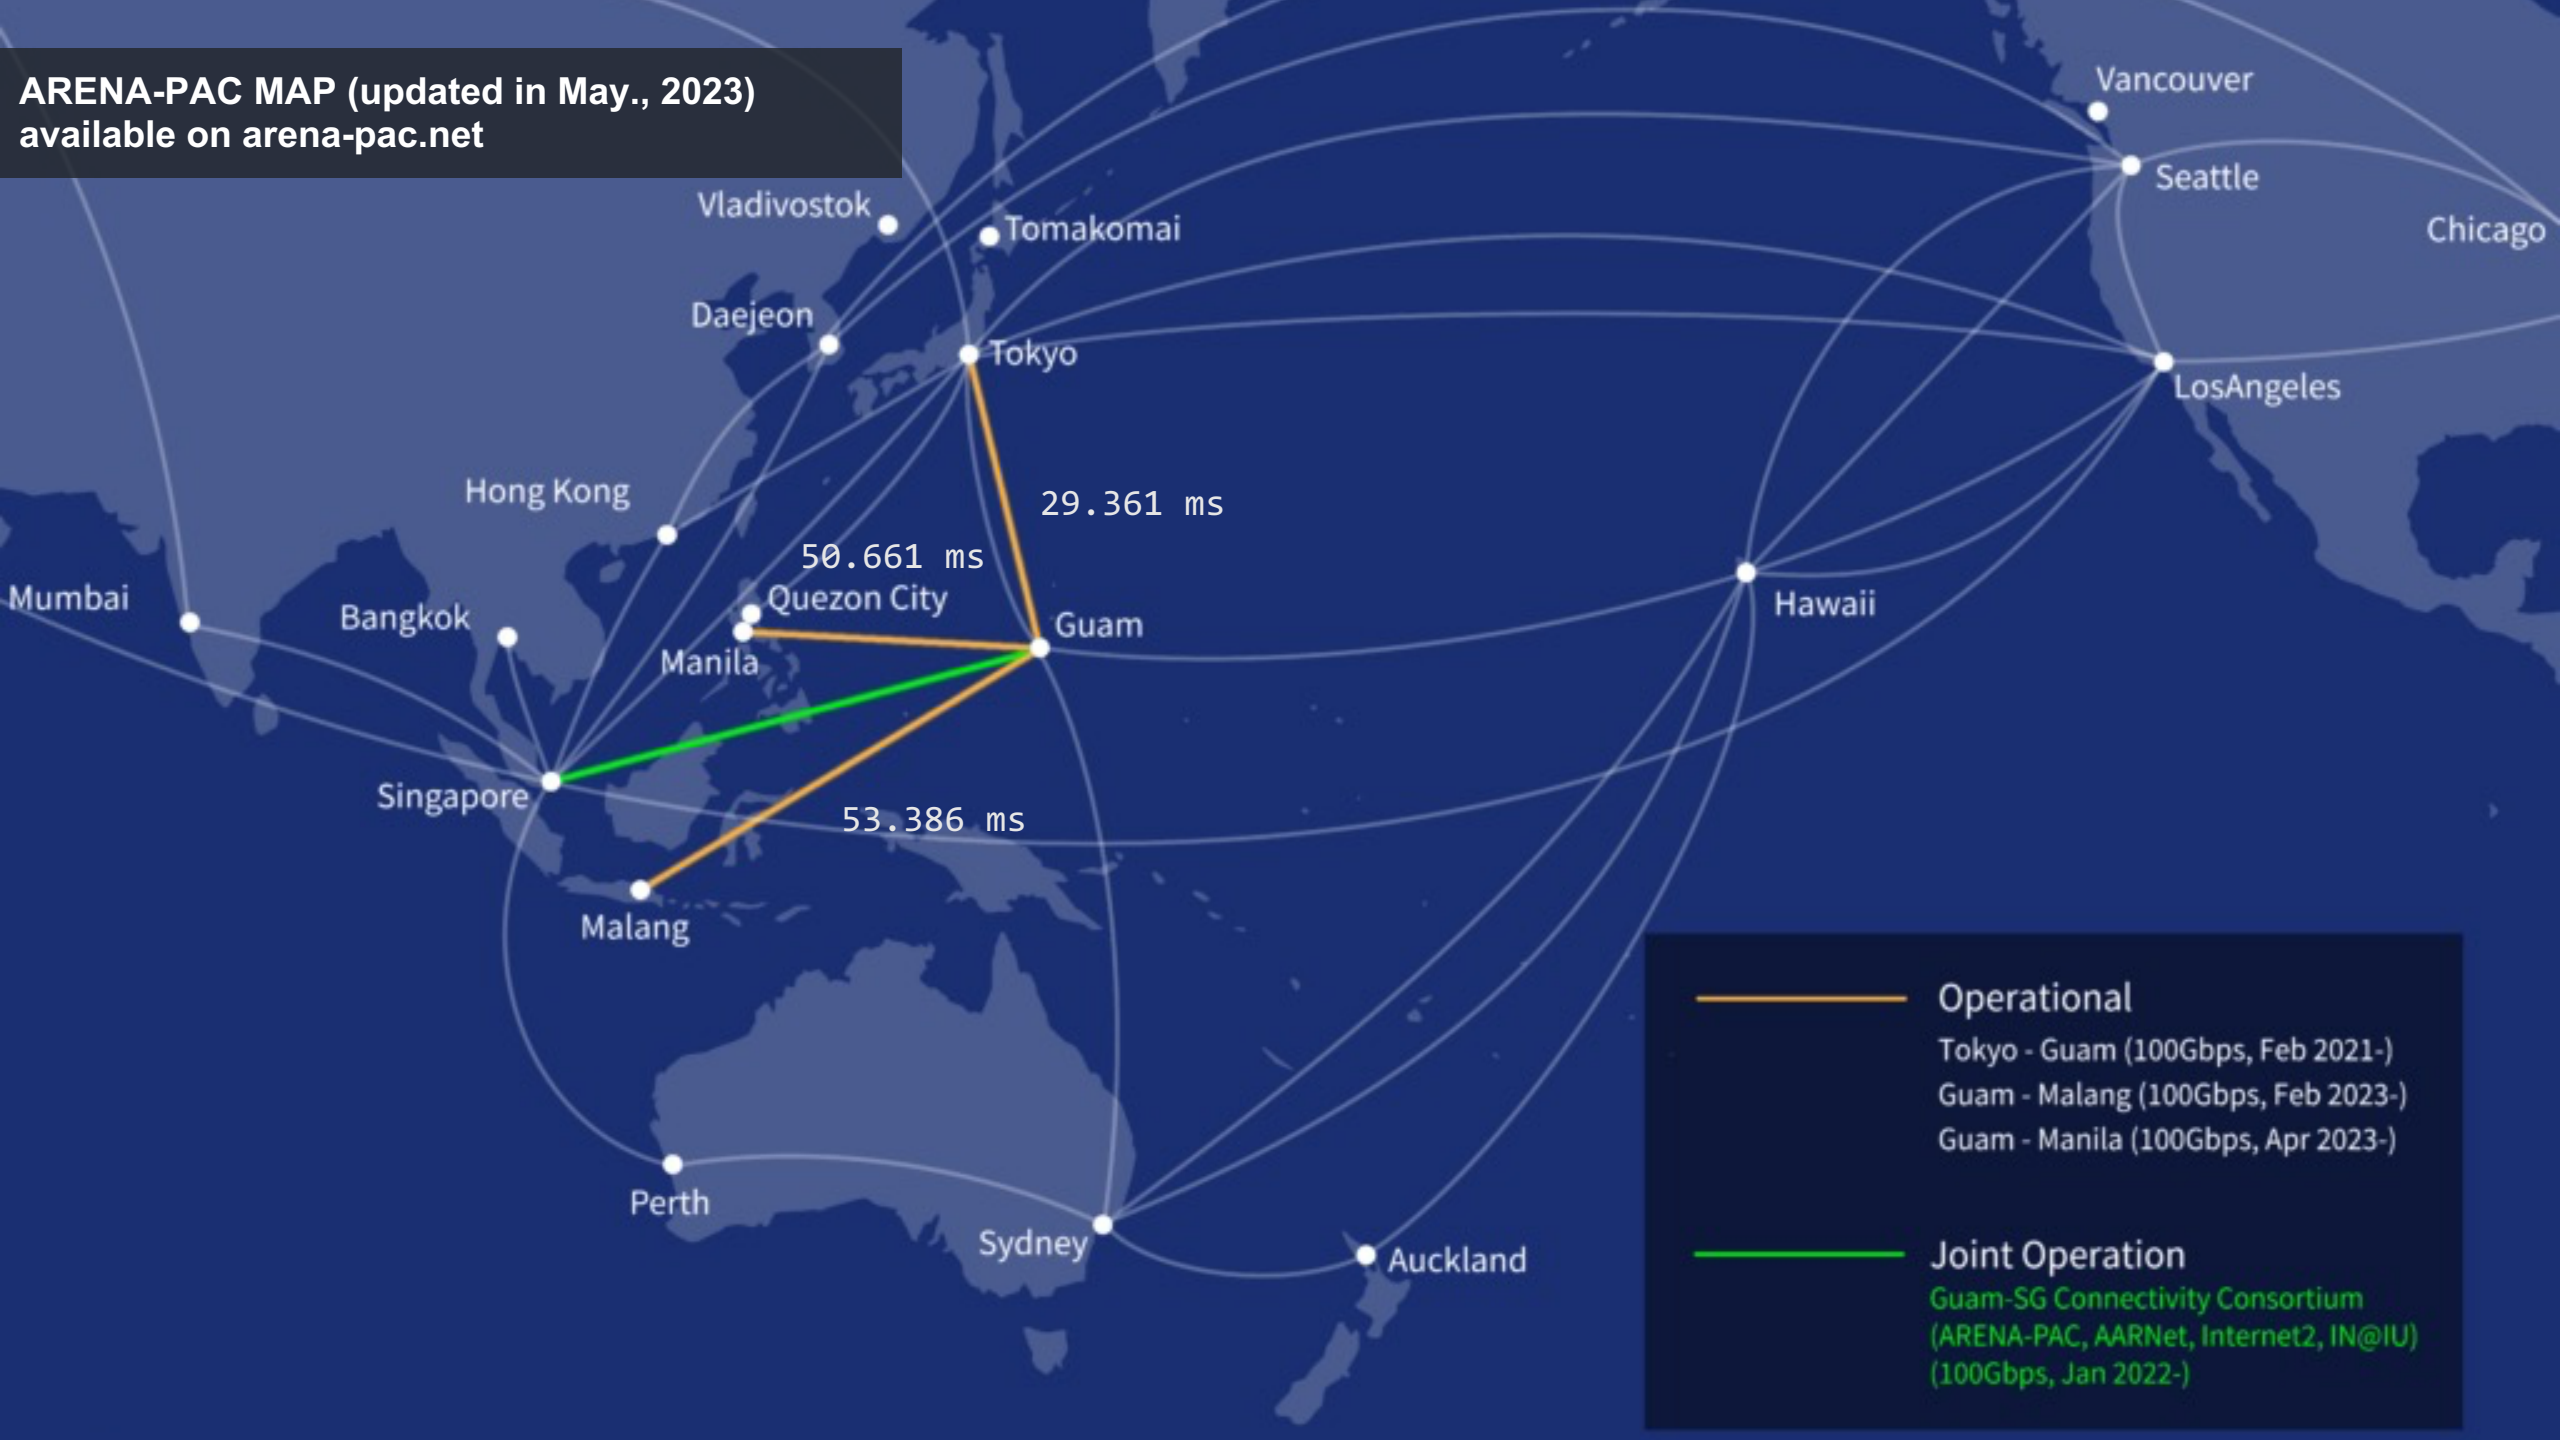 ARENA-PAC MAP (updated in May., 2023)
available on arena-pac.net
Vancouver
Seattle
Chicago
Vladivostok
Tomakomai
Daejeon
Tokyo
LosAngeles
Hong Kong
29.361 ms
50.661 ms
Mumbai
Bangkok
Quezon City
Guam
Hawaii
Manila
Singapore
53.386 ms
Malang
Perth
Sydney
Auckland
Operational
Tokyo - Guam (100Gbps, Feb 2021-)
Guam - Malang (100Gbps, Feb 2023-)
Guam - Manila (100Gbps, Apr 2023-)
Joint Operation
Guam-SG Connectivity Consortium
(ARENA-PAC, AARNet, Internet2, IN@IU)
(100Gbps, Jan 2022-)